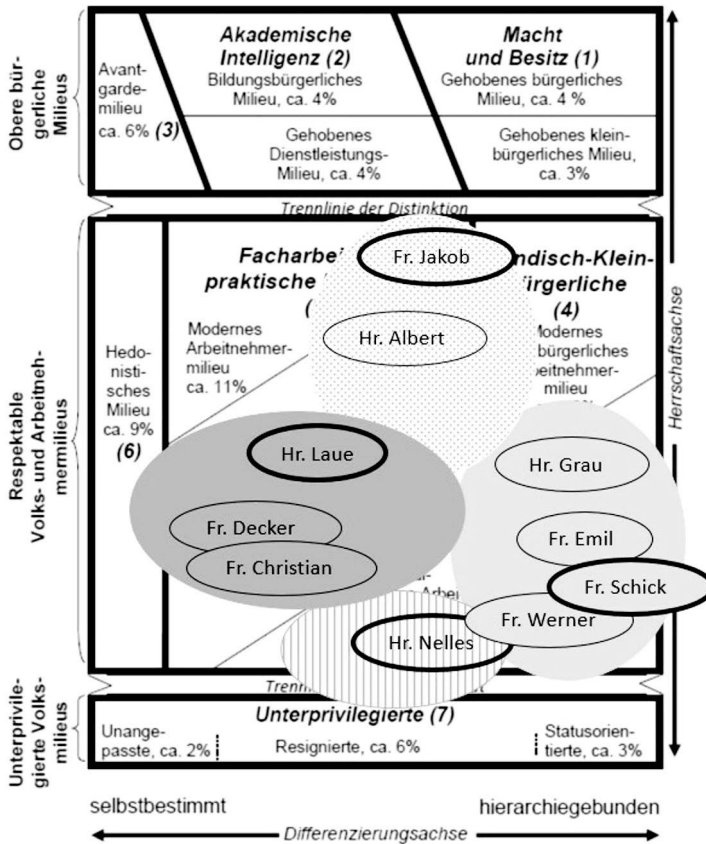 Obere bür-
gerliche
Milieus
Avant-
garde-
milieu
ca. 6% (3)
Akademische
Intelligenz (2)
Bildungsbürgerliches
Milieu, ca. 4%
Gehobenes
Dienstleistungs-
Milieu, ca. 4%
Macht
und Besitz (1)
Gehobenes bürgerliches
Milieu, ca. 4 %
Gehobenes klein-
bürgerliches Milieu,
ca. 3%
Trennlinie der Distinktion
Herrschaftsachse
Respektable
Volks- und Arbeitneh-
mermilieus
Hedo-
nisti-
sches
Milieu
ca. 9%
(6)
Facharbei
praktische
(
Modernes
Arbeitnehmer-
milieu
ca. 11%
ndisch-Klein-
ürgerliche
(4)
Modernes
bürgerliches
beitnehmer-
milieu
Fr. Jakob
Hr. Albert
Hr. Laue
Hr. Grau
Fr. Decker
Fr. Emil
Fr. Christian
Fr. Schick
Fr. Werner
Hr. Nelles
Unterprivile-
gierte Volks-
milieus
Unterprivilegierte (7)
Unange-
passte, ca. 2%
Resignierte, ca. 6%
Statusorien-
tierte, ca. 3%
selbstbestimmt
hierarchiegebunden
Differenzierungsachse